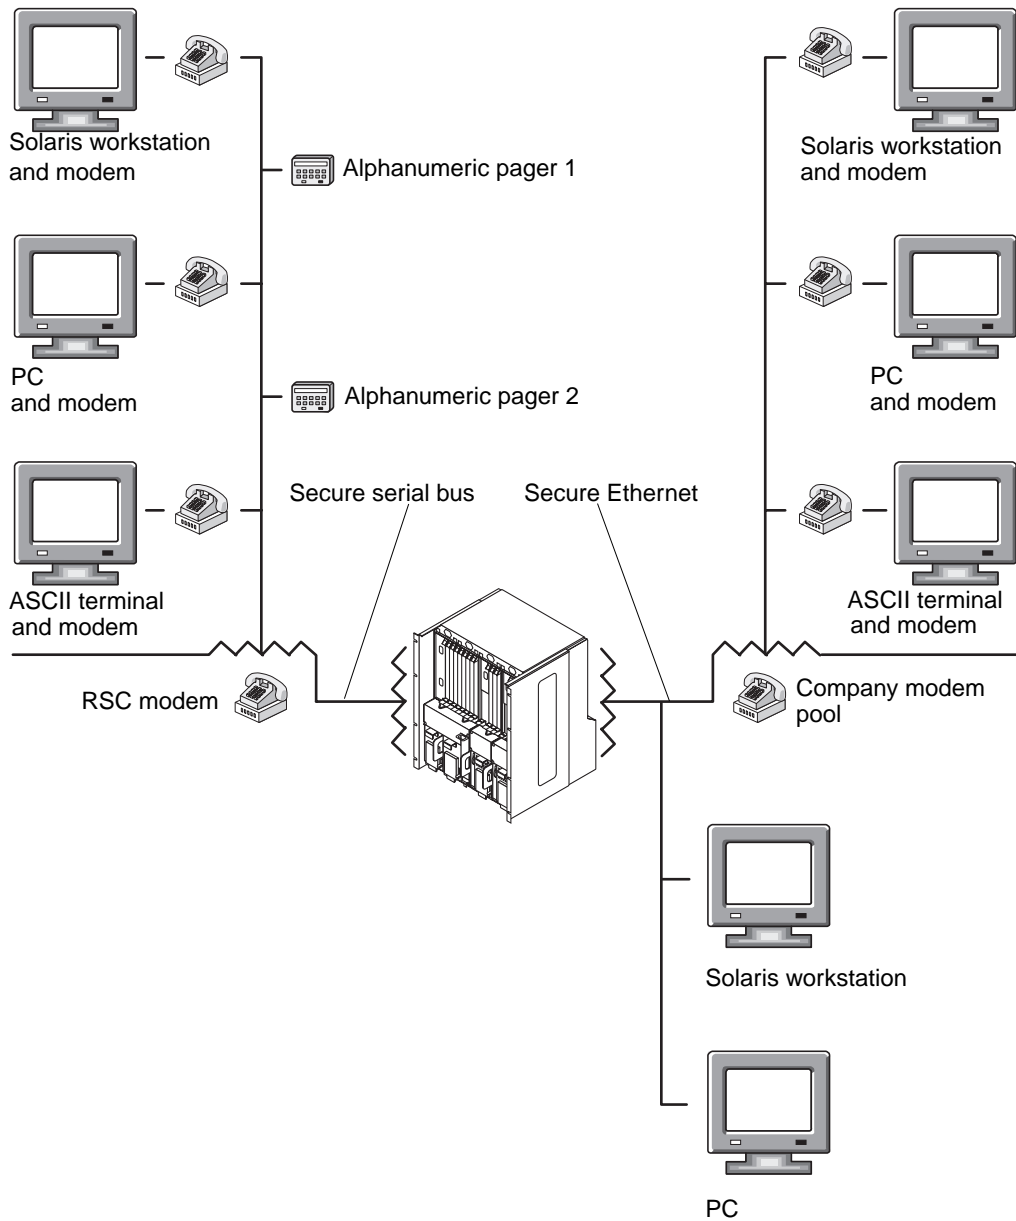 Solaris workstation
and modem
Solaris workstation
and modem
Alphanumeric pager 1
PC
and modem
PC
and modem
Alphanumeric pager 2
Secure serial bus
Secure Ethernet
ASCII terminal
and modem
ASCII terminal
and modem
RSC modem
Company modem
pool
Solaris workstation
PC